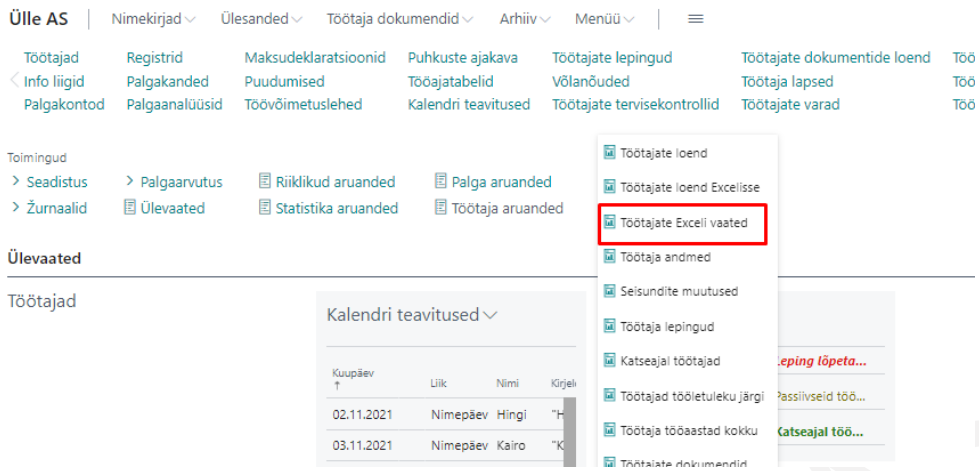 Ülle AS Nimekirjad Ülesanded Töötaja dokumendid Arhiiv Menüü
Töötajad Registrid Maksudeklaratsioonid Puhkuste ajakava Töötajate lepingud Töötajate dokumentide loend Töö
Info liigid Palgakanded Puudumised Tööajatabelid Võlanõuded Töötaja lapsed Töö
Palgakontod Palgaanalüüsid Töövõimetuslehed Kalendri teavitused Töötajate tervisekontrollid Töötajate varad Töö
Toimingud
Seadistus Palgaarvutus Riiklikud aruanded Palga aruanded
Žurnaalid Ülevaated Statistika aruanded Töötaja aruanded
Töötajate loend
Töötajate loend Excelisse
Töötajate Exceli vaated
Töötaja andmed
Seisundite muutused
Töötaja lepingud
Katseajal töötajad
Töötajad tööletuleku järgi
Töötaja tööaastad kokku
Töötajate dokumendid
Ülevaated
Töötajad
Kalendri teavitused
Kuupäev Liik Nimi
02.11.2021 Nimepäev Hingi "H
03.11.2021 Nimepäev Kairo "K
Leping lõpeta...
Passiivseid töö...
Katseajal töö...